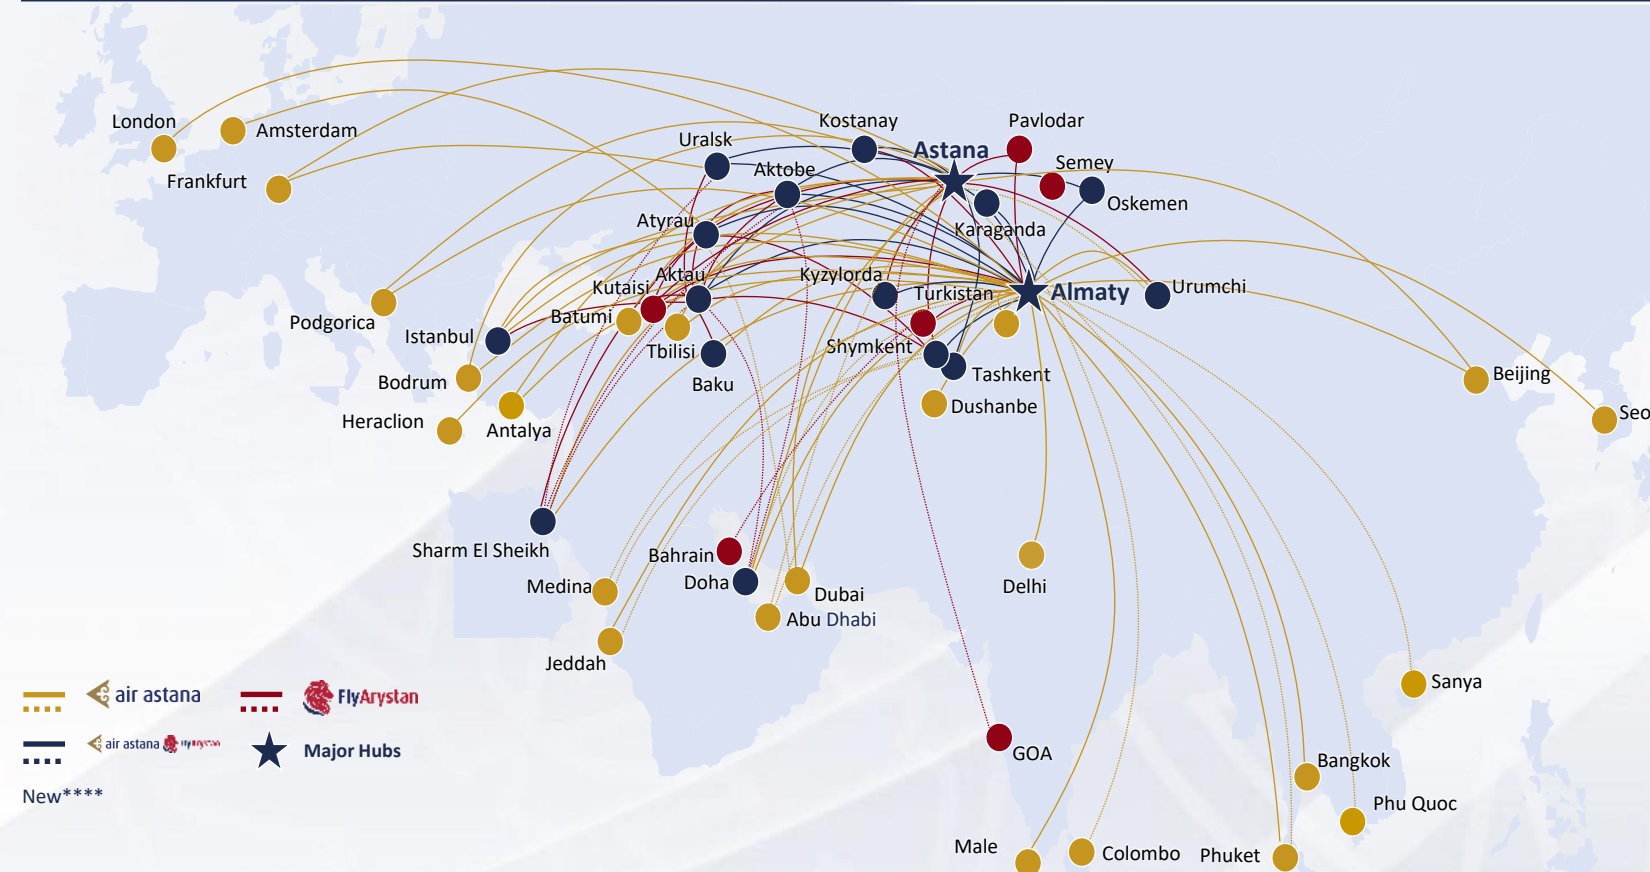 London
Amsterdam
Frankfurt
Uralsk
Kostanay
Aktobe
Astana
Pavlodar
Semey
Oskemen
Karaganda
Atyrau
Aktau
Kutaisi
Batumi
Tbilisi
Baku
Kyzylorda
Turkistan
Almaty
Urumchi
Podgorica
Istanbul
Bodrum
Heraclion
Antalya
Snymkent
Tashkent
Dushanbe
Beijing
Seo
Sharm El Sheikh
Medina
Jeddah
Bahrain
Doha
Dubai
Abu Dhabi
Delhi
Sanya
GOA
Bangkok
Phu Quoc
Male
Colombo
Phuket
air astana
FlyArystan
air astana FlyArystan
Major Hubs
New****